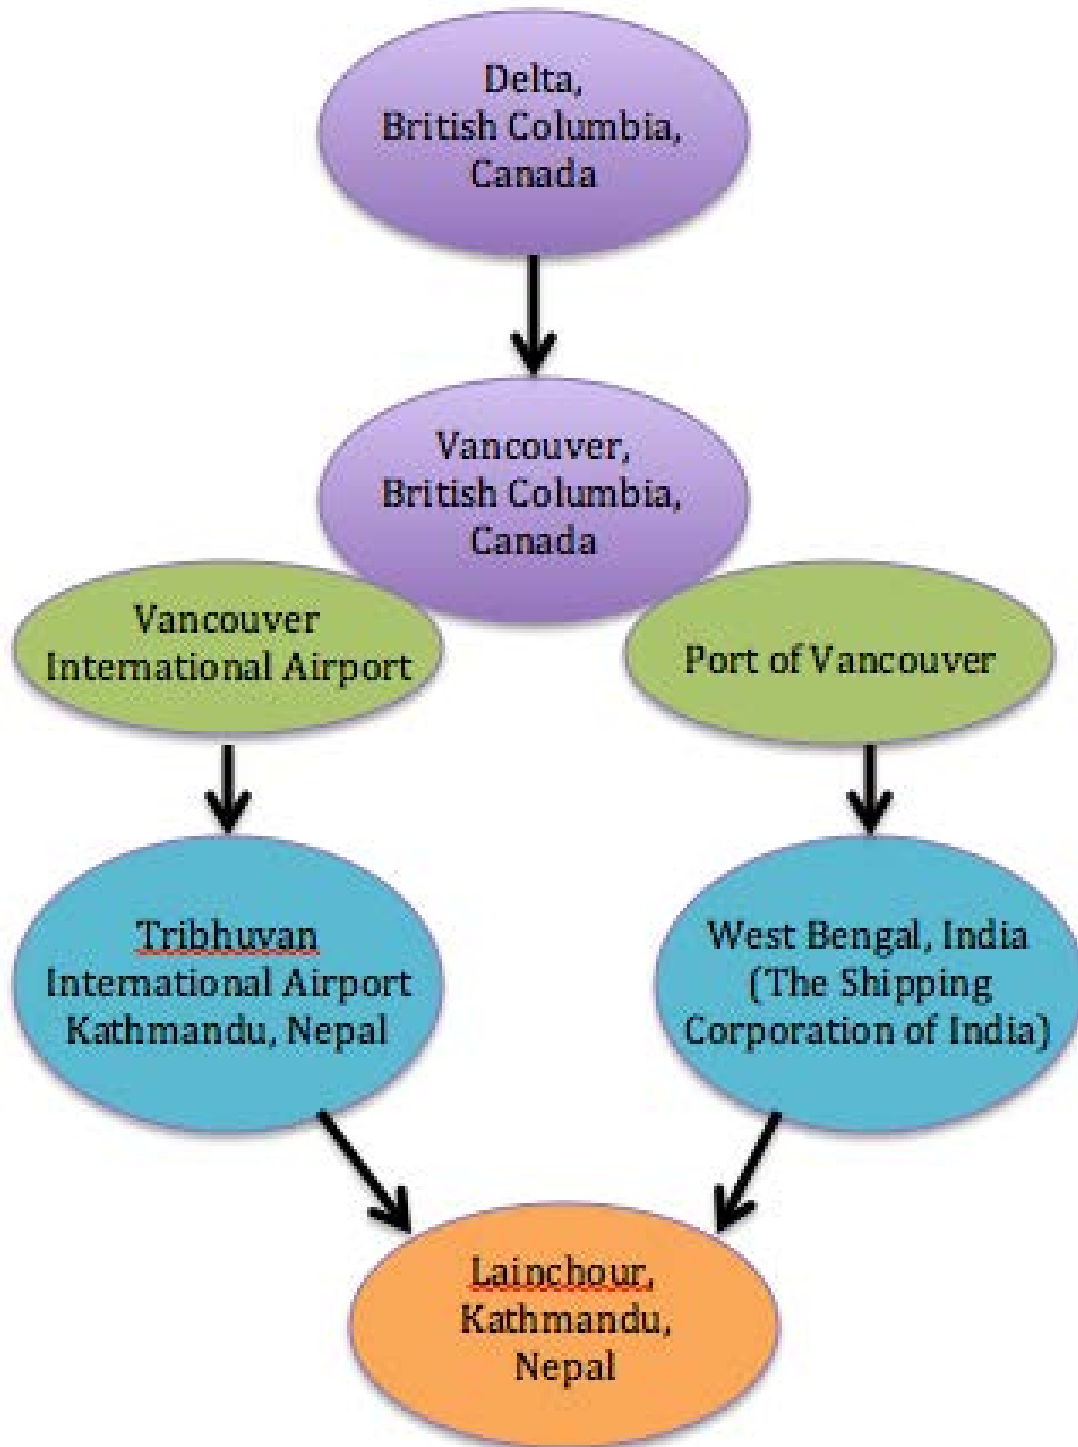 Delta,
British Columbia,
Canada
Vancouver,
British Columbia,
Canada
Vancouver
International Airport
Port of Vancouver
Tribhuvan
International Airport
Kathmandu, Nepal
West Bengal, India
(The Shipping
Corporation of India)
Lainchour,
Kathmandu,
Nepal